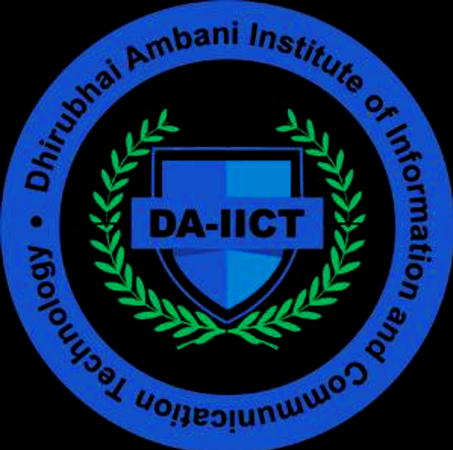 Dhirubhai Ambani Institute of Information and Communication Technology •
DA-IICT